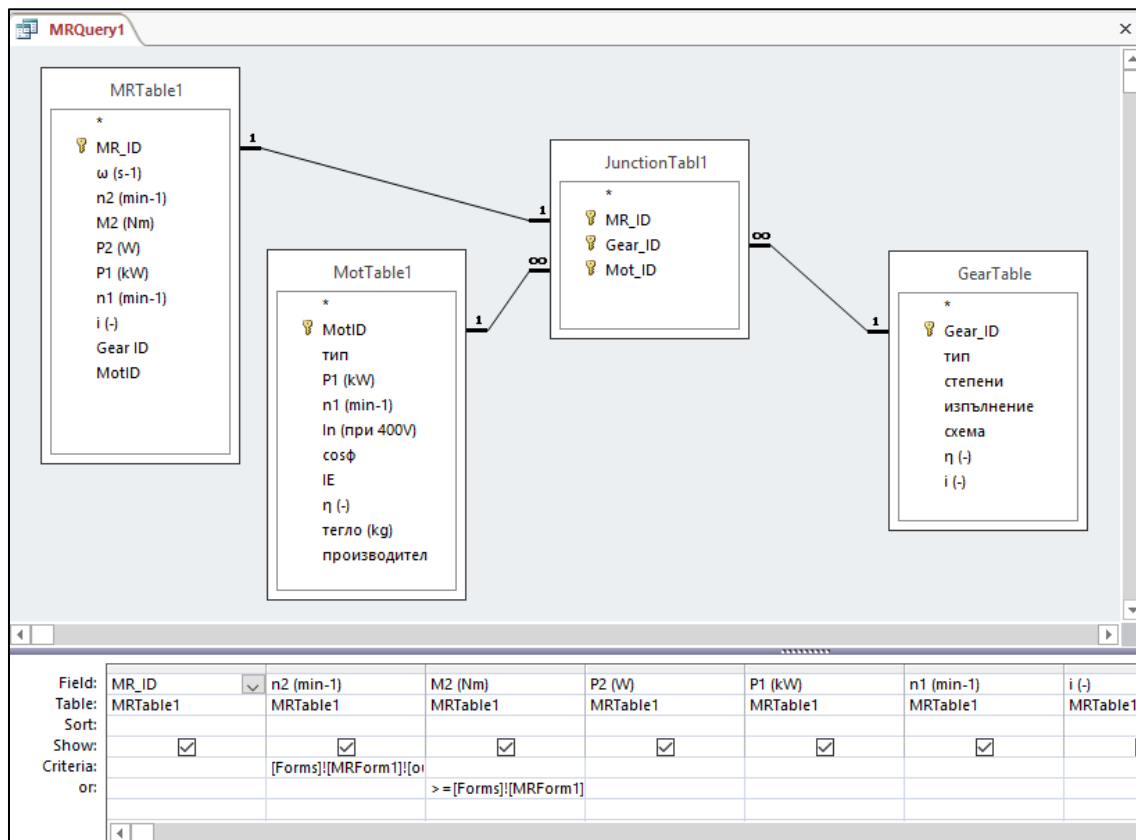 MRQuery1
MRTable1
*
MR_ID
ω (s-1)
n2 (min-1)
M2 (Nm)
P2 (W)
P1 (kW)
n1 (min-1)
i (-)
Gear ID
MotID
1
1
MotTable1
*
MotID
тип
P1 (kW)
n1 (min-1)
In (при 400V)
cosϕ
IE
η (-)
тегло (kg)
производител
1
∞
JunctionTabl1
*
MR_ID
Gear_ID
Mot_ID
∞
1
GearTable
*
Gear_ID
тип
степени
изпълнение
схема
η (-)
i (-)
Field: MR_ID n2 (min-1) M2 (Nm) P2 (W) P1 (kW) n1 (min-1) i (-)
Table: MRTable1 MRTable1 MRTable1 MRTable1 MRTable1 MRTable1 MRTable1
Sort:
Show:
Criteria: [Forms]![MRForm1]![ou
or: >=[Forms]![MRForm1]